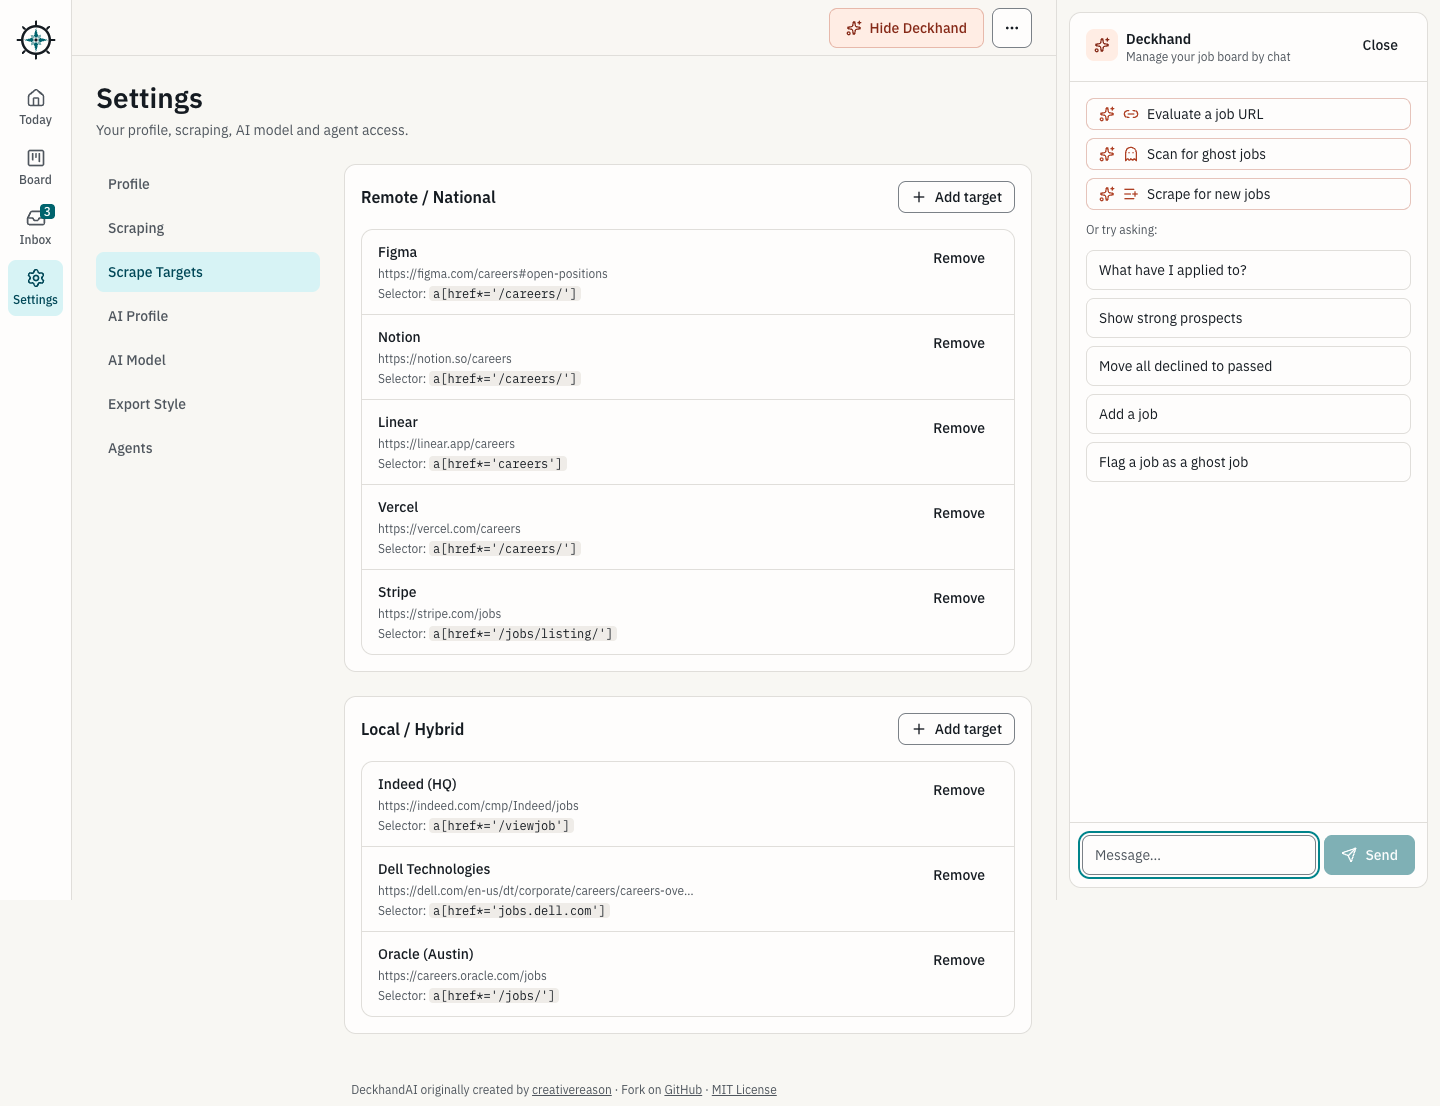 Today
Board
3
Inbox
Settings
Hide Deckhand
Settings
Your profile, scraping, AI model and agent access.
Profile
Scraping
Scrape Targets
AI Profile
AI Model
Export Style
Agents
Remote / National
Add target
Figma
https://figma.com/careers#open-positions
Selector: a[href*='/careers/']
Remove
Notion
https://notion.so/careers
Selector: a[href*='/careers/']
Remove
Linear
https://linear.app/careers
Selector: a[href*='careers']
Remove
Vercel
https://vercel.com/careers
Selector: a[href*='/careers/']
Remove
Stripe
https://stripe.com/jobs
Selector: a[href*='/jobs/listing/']
Remove
Local / Hybrid
Add target
Indeed (HQ)
https://indeed.com/cmp/Indeed/jobs
Selector: a[href*='/viewjob']
Remove
Dell Technologies
https://dell.com/en-us/dt/corporate/careers/careers-ove...
Selector: a[href*='jobs.dell.com']
Remove
Oracle (Austin)
https://careers.oracle.com/jobs
Selector: a[href*='/jobs/']
Remove
DeckhandAI originally created by creativereason · Fork on GitHub · MIT License
Deckhand
Manage your job board by chat
Close
Evaluate a job URL
Scan for ghost jobs
Scrape for new jobs
Or try asking:
What have I applied to?
Show strong prospects
Move all declined to passed
Add a job
Flag a job as a ghost job
Message...
Send